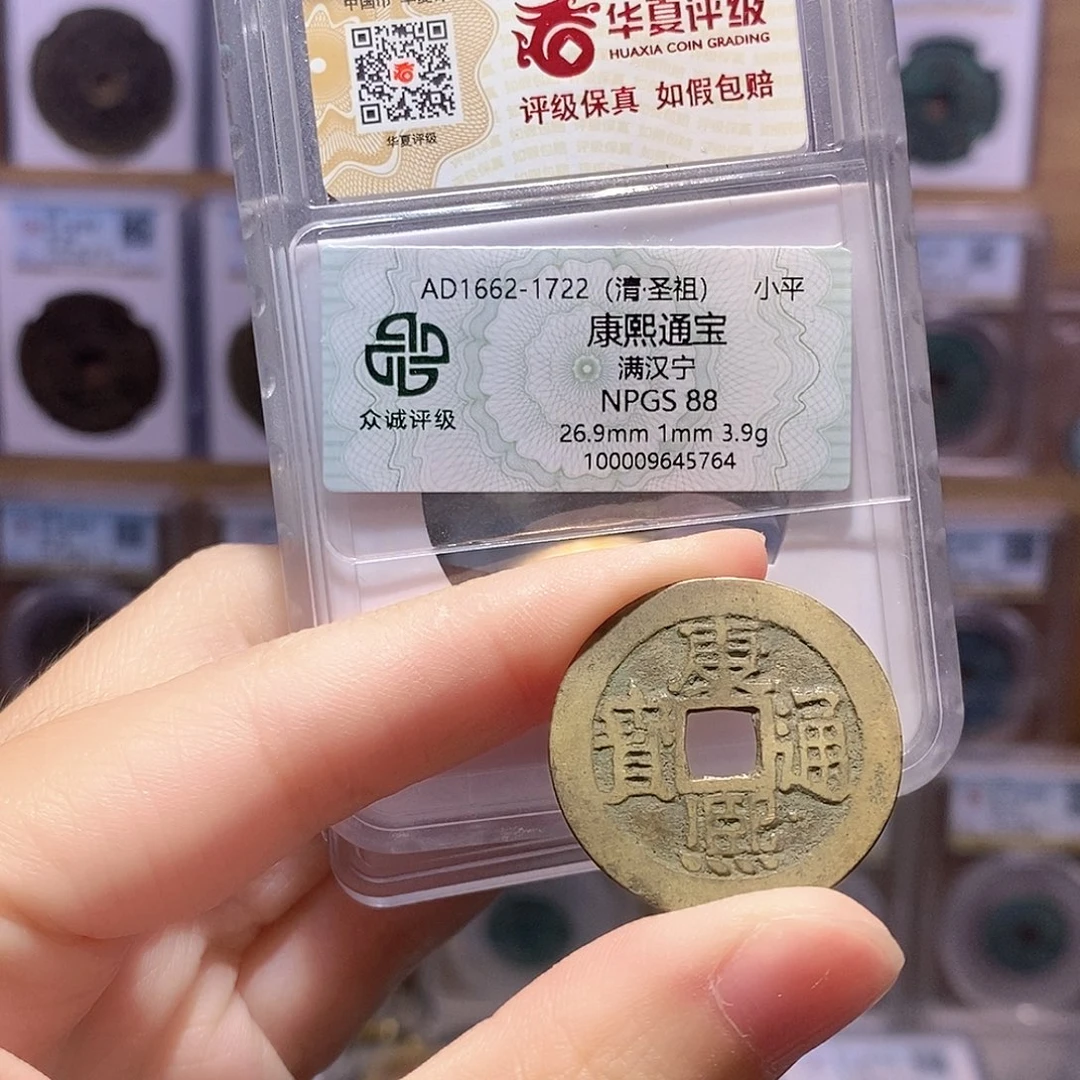 华夏评级
HUAXIA COIN GRADING
评级保真 如假包赔
华夏评级
AD1662-1722 (清·圣祖) 小平
康熙通宝
满汉宁
NPGS 88
众诚评级
26.9mm 1mm 3.9g
100009645764
康
熙
通
寶